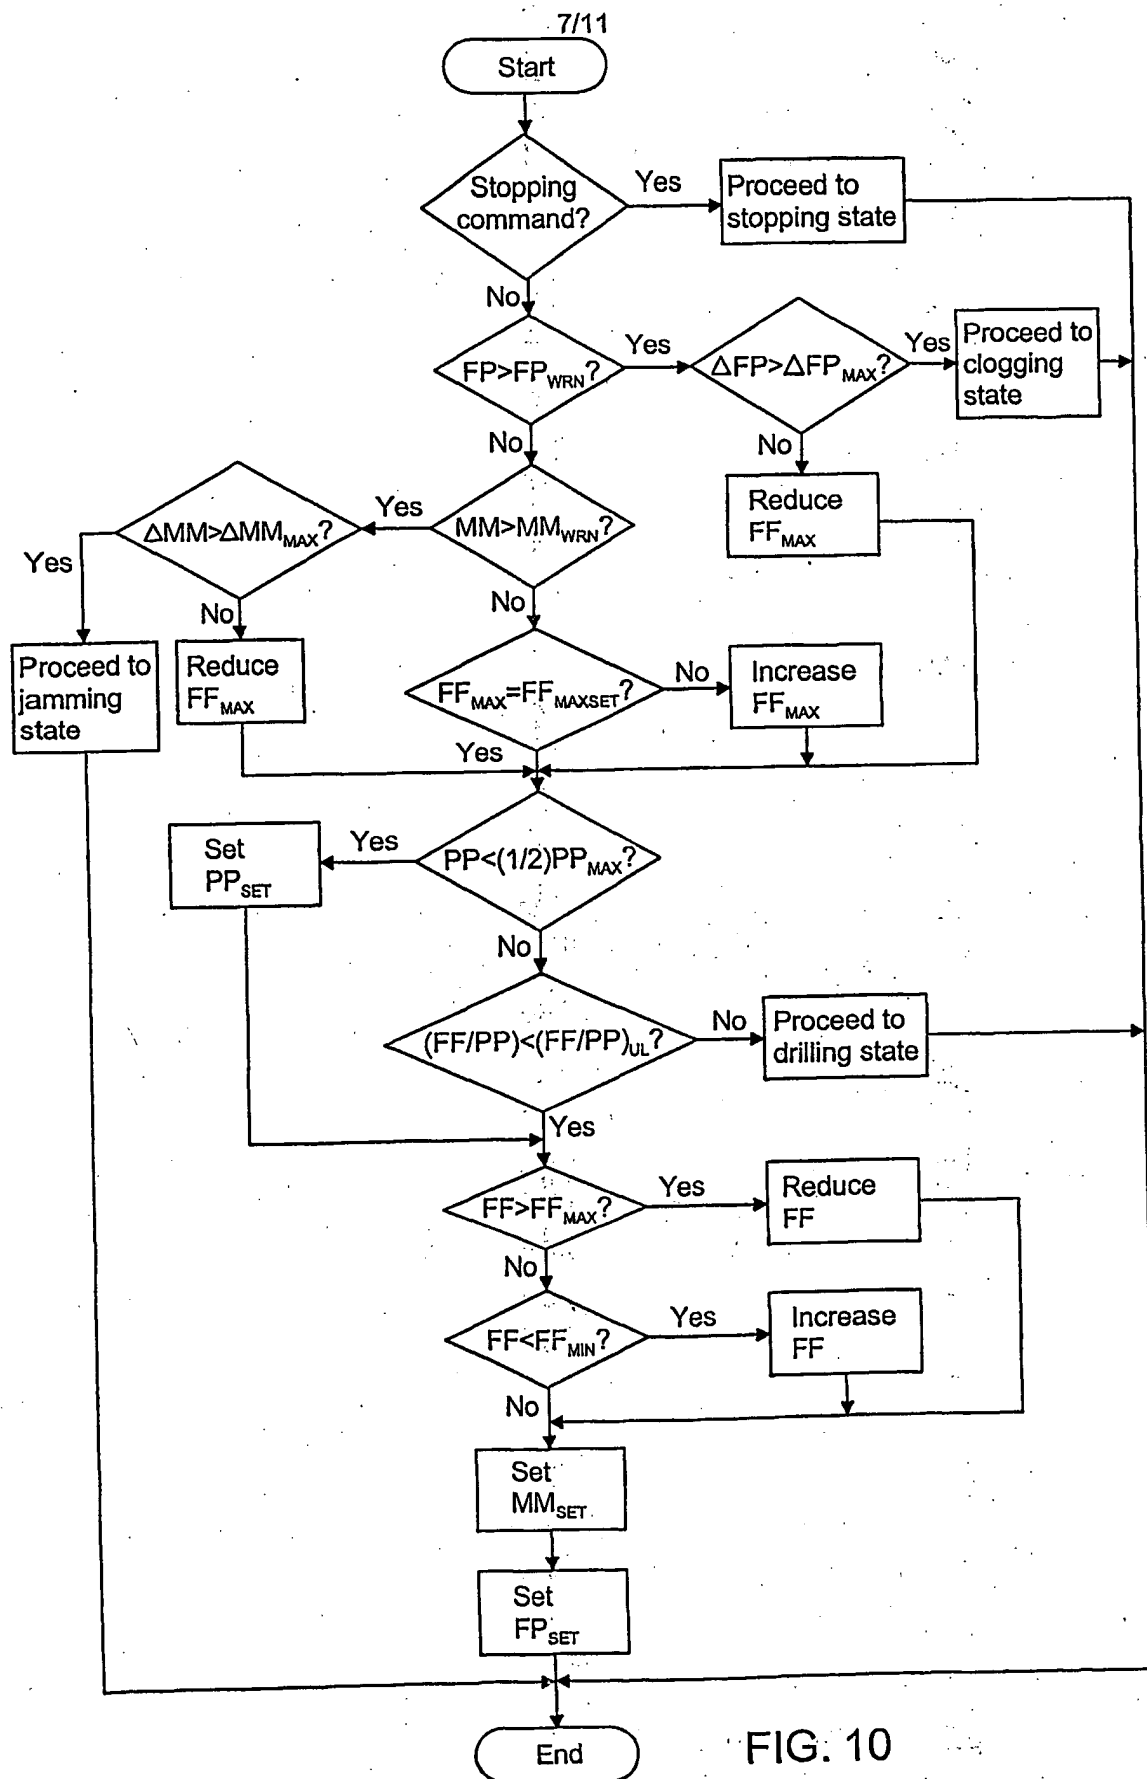 7/11
Start
Stopping
command?
Yes
Proceed to
stopping state
No
FP>FP_WRN?
Yes
ΔFP>ΔFP_MAX?
Yes
Proceed to
clogging
state
No
No
Reduce
FF_MAX
MM>MM_WRN?
Yes
ΔMM>ΔMM_MAX?
Yes
No
No
Proceed to
jamming
state
Reduce
FF_MAX
FF_MAX=FF_MAXSET?
No
Increase
FF_MAX
Yes
PP<(1/2)PP_MAX?
Yes
Set
PP_SET
No
(FF/PP)<(FF/PP)_UL?
No
Proceed to
drilling state
Yes
FF>FF_MAX?
Yes
Reduce
FF
No
FF<FF_MIN?
Yes
Increase
FF
No
Set
MM_SET
Set
FP_SET
End
FIG. 10